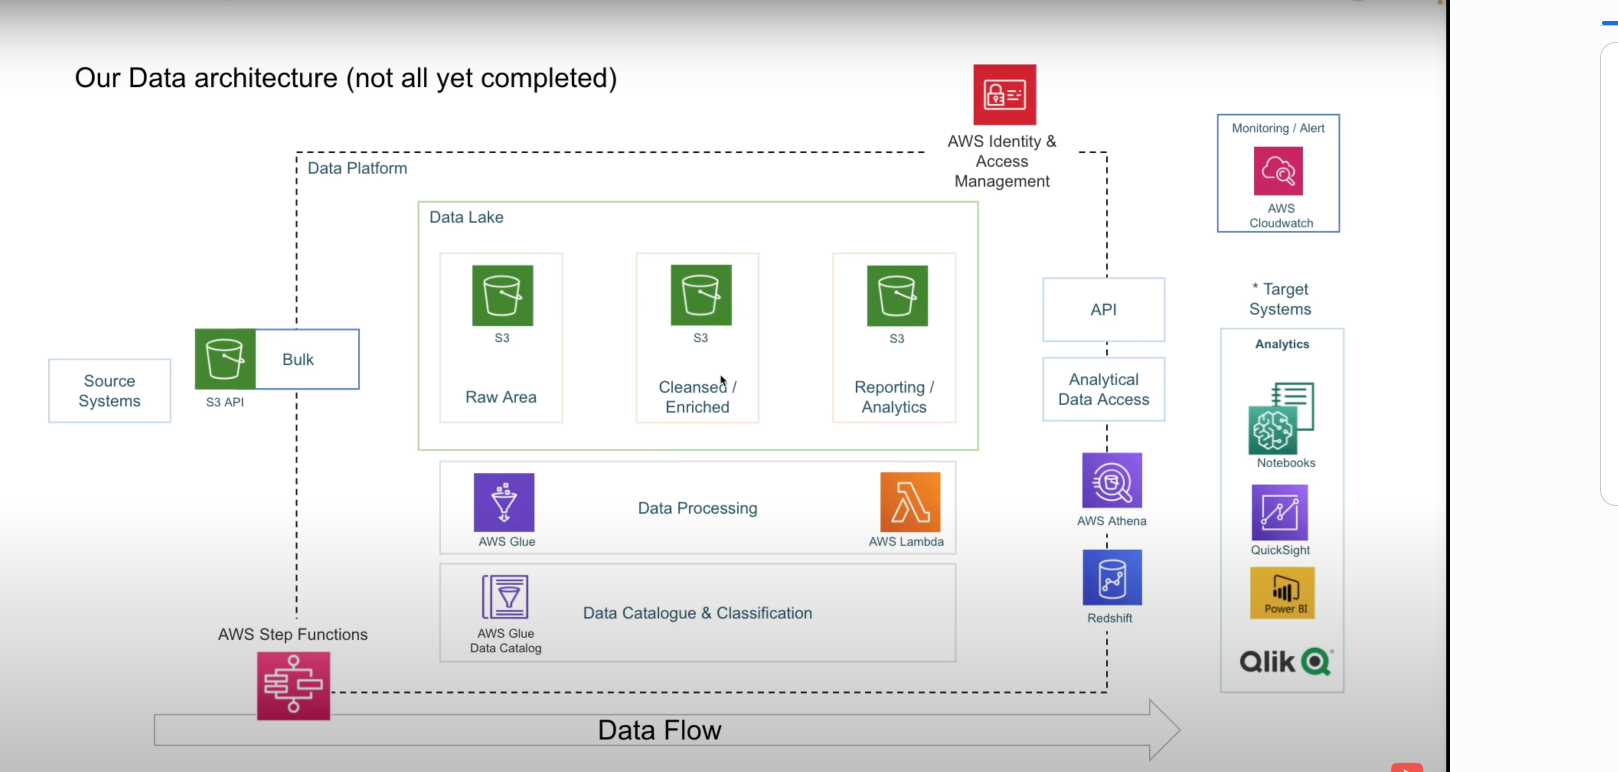 Our Data architecture (not all yet completed)
AWS Identity &
Access
Management
Monitoring / Alert
AWS
Cloudwatch
Data Platform
Data Lake
S3
Raw Area
S3
Cleansed /
Enriched
S3
Reporting /
Analytics
Source
Systems
S3 API
Bulk
API
Analytical
Data Access
AWS Athena
Redshift
* Target
Systems
Analytics
Notebooks
QuickSight
Power BI
Qlik
AWS Glue
Data Processing
AWS Lambda
AWS Glue
Data Catalog
Data Catalogue & Classification
AWS Step Functions
Data Flow